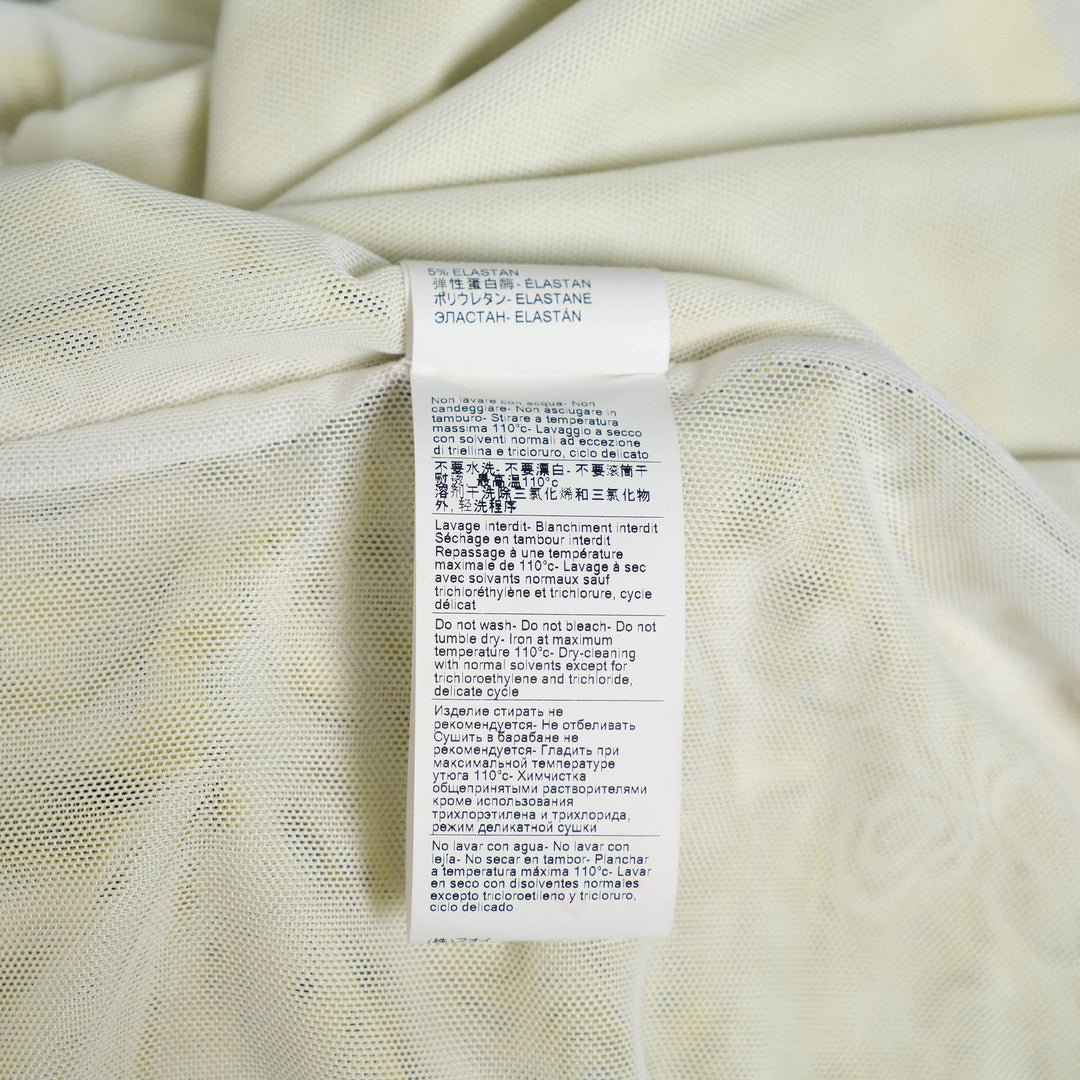 5% ELASTAN
弹性蛋白酶- ÉLASTAN
ポリウレタン- ELASTANE
ЭЛАСТАН- ELASTÁN
Non lavare con acqua- Non
candeggiare- Non asciugare in
tamburo- Stirare a temperatura
massima 110°c- Lavaggio a secco
con solventi normali ad eccezione
di triellina e tricloruro, ciclo delicato
不要水洗- 不要漂白- 不要滚筒干
熨烫, 最高温110°c
溶剂干洗除三氯化烯和三氯化物
外, 轻洗程序
Lavage interdit- Blanchiment interdit
Séchage en tambour interdit
Repassage à une température
maximale de 110°c- Lavage à sec
avec solvants normaux sauf
trichloréthylène et trichlorure, cycle
délicat
Do not wash- Do not bleach- Do not
tumble dry- Iron at maximum
temperature 110°c- Dry-cleaning
with normal solvents except for
trichloroethylene and trichloride,
delicate cycle
Изделие стирать не
рекомендуется- Не отбеливать
Сушить в барабане не
рекомендуется- Гладить при
максимальной температуре
утюга 110°c- Химчистка
общепринятыми растворителями
кроме использования
трихлорэтилена и трихлорида,
режим деликатной сушки
No lavar con agua- No lavar con
lejía- No secar en tambor- Planchar
a temperatura máxima 110°c- Lavar
en seco con disolventes normales
excepto tricloroetileno y tricloruro,
ciclo delicado